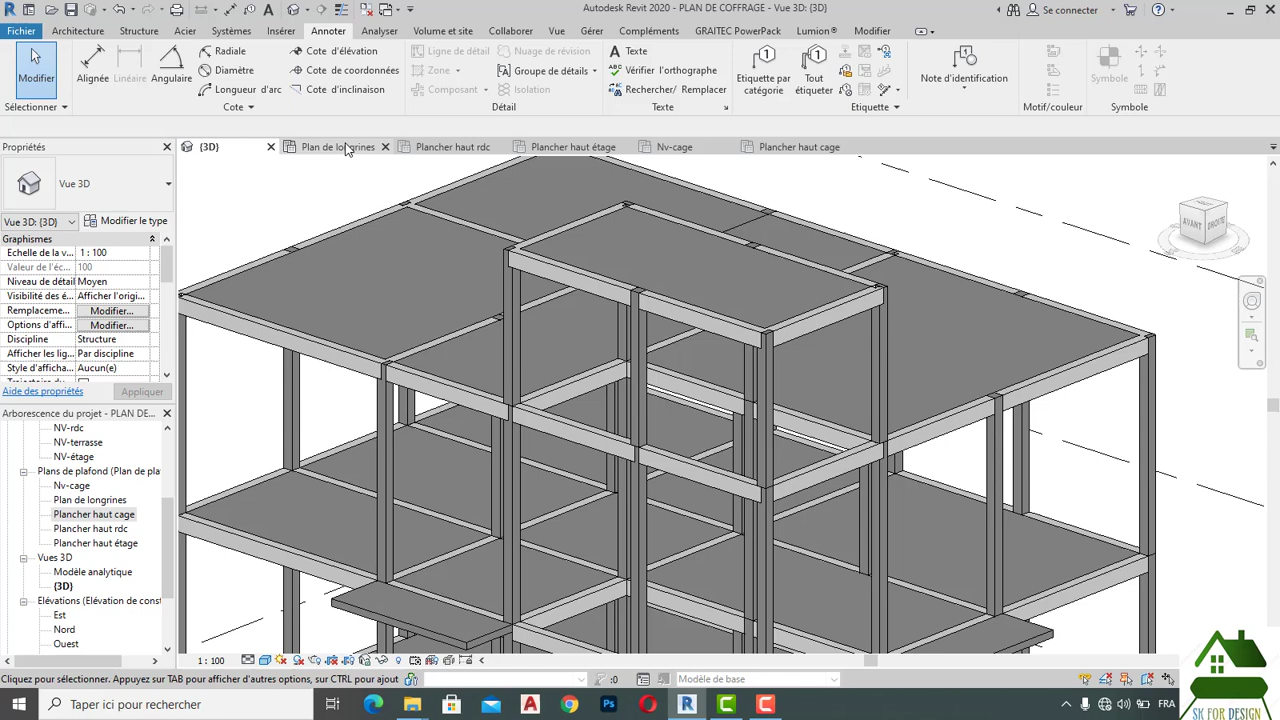 Autodesk Revit 2020 - PLAN DE COFFRAGE - Vue 3D: {3D}
Se connecter
Fichier Architecture Structure Acier Systèmes Insérer Annoter Analyser Volume et site Collaborer Vue Gérer Compléments GRAITEC PowerPack Lumion® Modifier
Modifier
Alignée
Linéaire
Angulaire
Radiale
Diamètre
Longueur d'arc
Cote d'élévation
Cote de coordonnées
Cote d'inclinaison
Ligne de détail
Zone
Composant
Nuage de révision
Groupe de détails
Isolation
Texte
Vérifier l'orthographe
Rechercher/ Remplacer
Etiquette par catégorie
Tout étiqueter
Note d'identification
Symbole
Sélectionner Cote Détail Texte Etiquette Motif/couleur Symbole
{3D} Plan de longrines Plancher haut rdc Plancher haut étage Nv-cage Plancher haut cage
Propriétés
Vue 3D
Vue 3D: {3D} Modifier le type
Graphismes
Echelle de la v... 1 : 100
Valeur de l'éc... 100
Niveau de détail Moyen
Visibilité des é... Afficher l'origi...
Remplaceme... Modifier...
Options d'affi... Modifier...
Discipline Structure
Afficher les lig... Par discipline
Style d'afficha... Aucun(e)
Aide des propriétés Appliquer
Arborescence du projet - PLAN DE...
NV-rdc
NV-terrasse
NV-étage
Plans de plafond (Plan de pla
Nv-cage
Plan de longrines
Plancher haut cage
Plancher haut rdc
Plancher haut étage
Vues 3D
Modèle analytique
{3D}
Elévations (Elévation de const
Est
Nord
Ouest
AVANT DROITE
1 : 100
Cliquez pour sélectionner. Appuyez sur TAB pour afficher d'autres options, sur CTRL pour ajout
:0
Modèle de base
Taper ici pour rechercher
FRA
SK FOR DESIGN